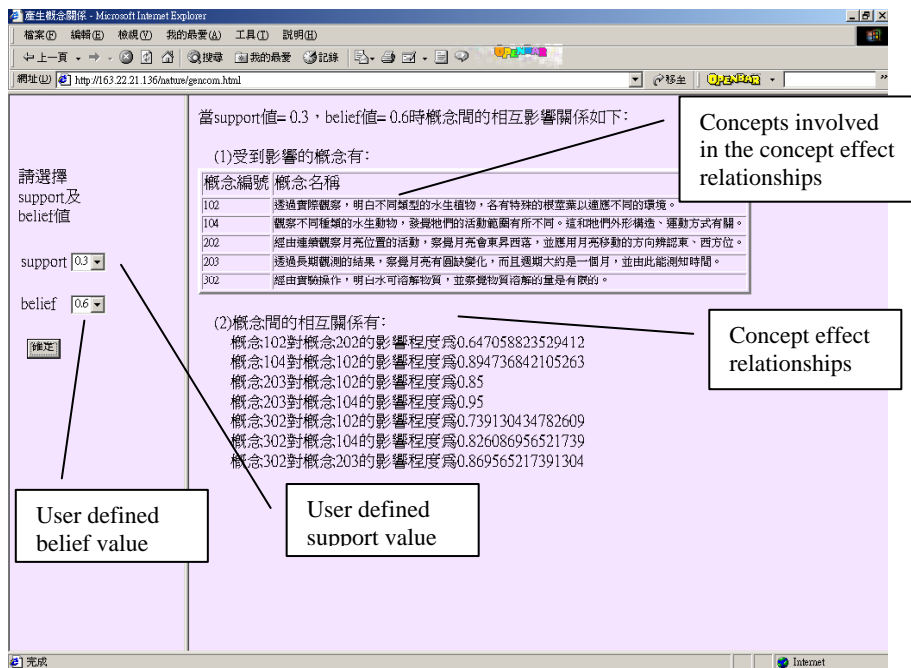 產生概念關係 - Microsoft Internet Explorer
檔案(F) 編輯(E) 檢視(V) 我的最愛(A) 工具(T) 說明(H)
上一頁 搜尋 我的最愛 記錄
網址(D) http://163.22.21.136/nature/gencom.html 移至 OPENBAR »
請選擇
support及
belief值
support 0.3
belief 0.6
確定
當support值= 0.3，belief值= 0.6時概念間的相互影響關係如下:
(1)受到影響的概念有:
概念編號 概念名稱
102 透過實際觀察，明白不同類型的水生植物，各有特殊的根莖葉以適應不同的環境。
104 觀察不同種類的水生動物，發覺牠們的活動範圍有所不同。這和牠們外形構造、運動方式有關。
202 經由連續觀察月亮位置的活動，察覺月亮會東昇西落，並應用月亮移動的方向辨認東、西方位。
203 透過長期觀測的結果，察覺月亮有圓缺變化，而且週期大約是一個月，並由此能測知時間。
302 經由實驗操作，明白水可溶解物質，並察覺物質溶解的量是有限的。
(2)概念間的相互關係有:
概念102對概念202的影響程度為0.647058823529412
概念104對概念102的影響程度為0.894736842105263
概念203對概念102的影響程度為0.85
概念203對概念104的影響程度為0.95
概念302對概念102的影響程度為0.739130434782609
概念302對概念104的影響程度為0.826086956521739
概念302對概念203的影響程度為0.869565217391304
Concepts involved
in the concept effect
relationships
Concept effect
relationships
User defined
belief value
User defined
support value
完成 Internet